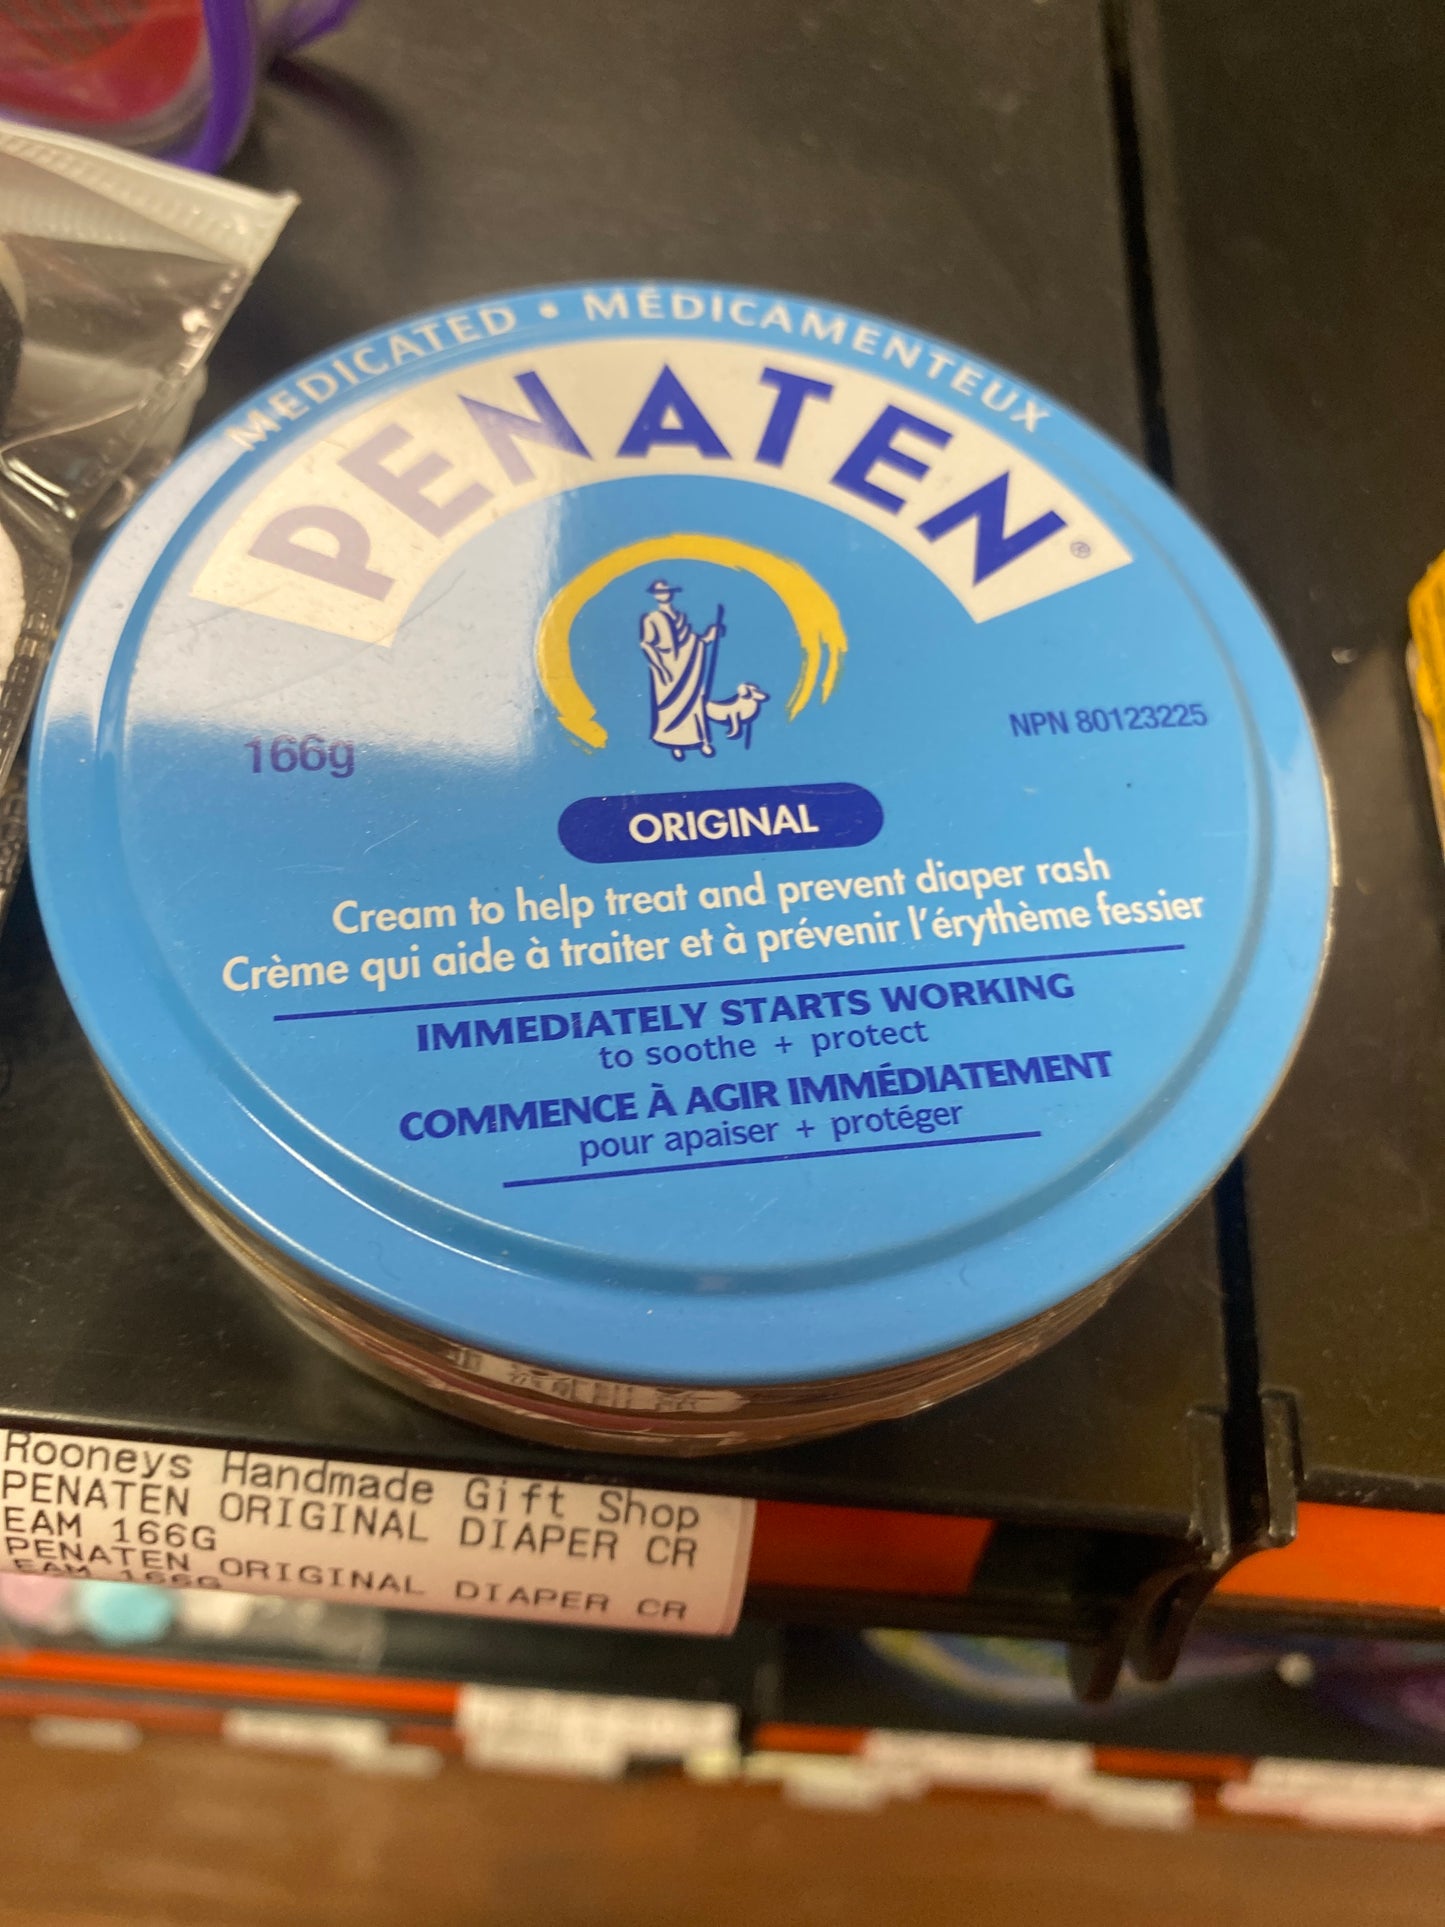 MEDICATED • MÉDICAMENTEUX
PENATEN®
166g
NPN 80123225
ORIGINAL
Cream to help treat and prevent diaper rash
Crème qui aide à traiter et à prévenir l'érythème fessier
IMMEDIATELY STARTS WORKING
to soothe + protect
COMMENCE À AGIR IMMÉDIATEMENT
pour apaiser + protéger
Rooneys Handmade Gift Shop
PENATEN ORIGINAL DIAPER CR
EAM 166G
PENATEN ORIGINAL DIAPER CR
EAM 166G